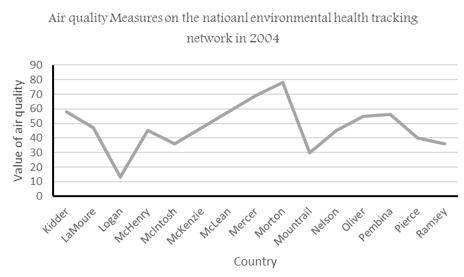 Air quality Measures on the natioanl environmental health tracking
network in 2004
Value of air quality
90
80
70
60
50
40
30
20
10
0
Kidder
LaMoure
Logan
McHenry
McIntosh
McKenzie
McLean
Mercer
Morton
Mountrail
Nelson
Oliver
Pembina
Pierce
Ramsey
Country